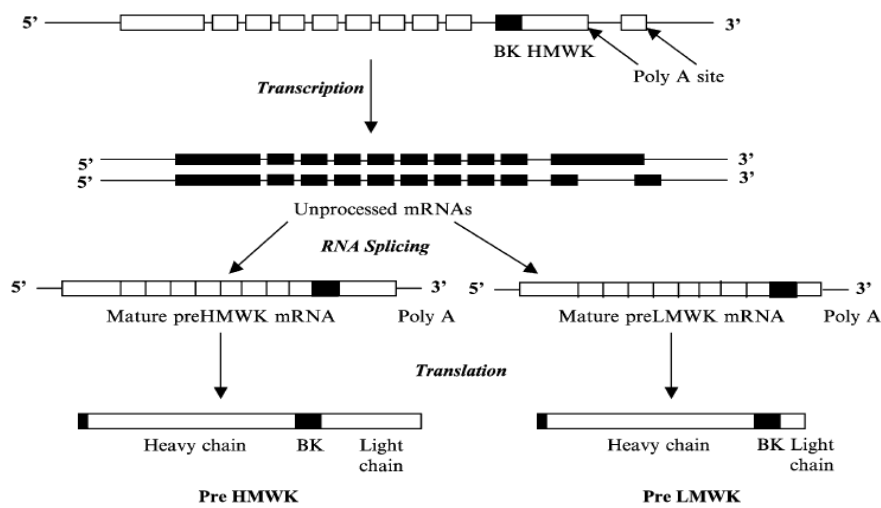 5’ 3’
BK HMWK
Poly A site
Transcription
5’ 3’
5’ 3’
Unprocessed mRNAs
RNA Splicing
5’ 3’ 5’ 3’
Mature preHMWK mRNA Poly A Mature preLMWK mRNA Poly A
Translation
Heavy chain BK Light chain Heavy chain BK Light chain
Pre HMWK Pre LMWK